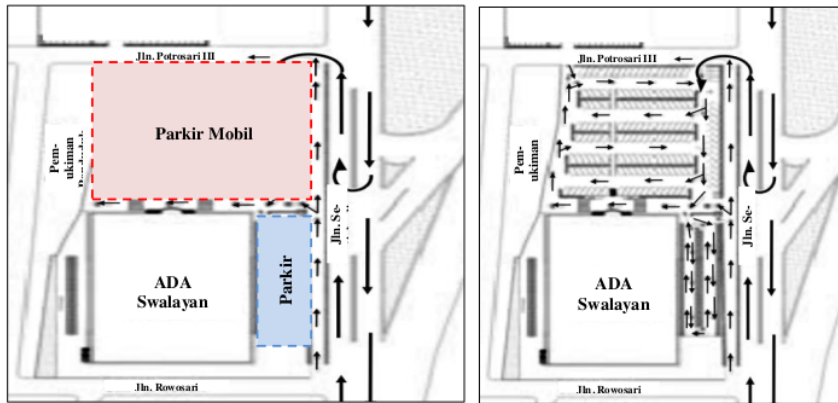 Jln. Potrosari III
Parkir Mobil
Pem-
ukiman
Jln. Se-
Parkir
ADA
Swalayan
Jln. Rowosari
Jln. Potrosari III
Pem-
ukiman
Jln. Se-
ADA
Swalayan
Jln. Rowosari